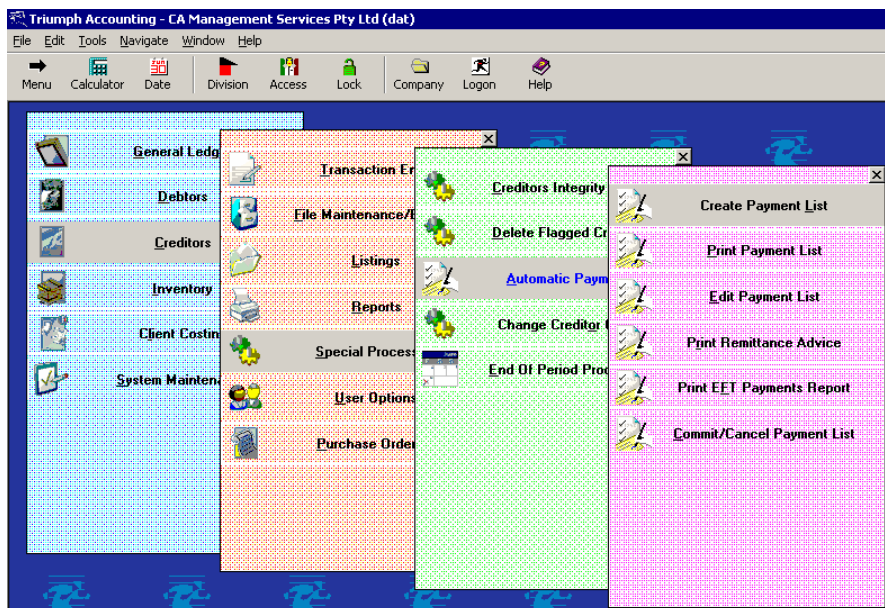 Triumph Accounting - CA Management Services Pty Ltd (dat)
File Edit Tools Navigate Window Help
Menu Calculator Date Division Access Lock Company Logon Help
General Ledg
Debtors
Creditors
Inventory
Client Costin
System Maintena
Transaction En
File Maintenance/E
Listings
Reports
Special Process
User Options
Purchase Order
Creditors Integrity
Delete Flagged Cr
Automatic Paym
Change Creditor
End Of Period Proc
Create Payment List
Print Payment List
Edit Payment List
Print Remittance Advice
Print EFT Payments Report
Commit/Cancel Payment List